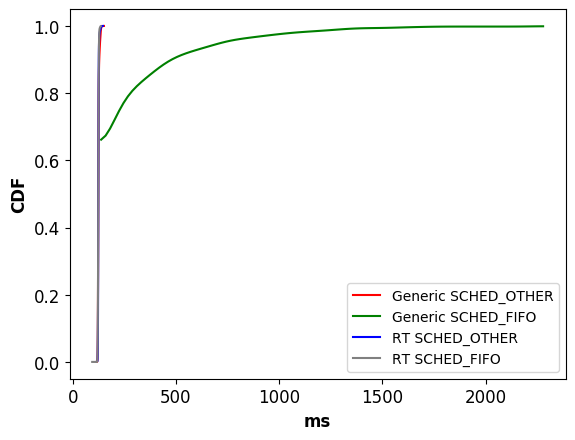 1.0
0.8
0.6
0.4
0.2
0.0
CDF
0
500
1000
1500
2000
ms
Generic SCHED_OTHER
Generic SCHED_FIFO
RT SCHED_OTHER
RT SCHED_FIFO